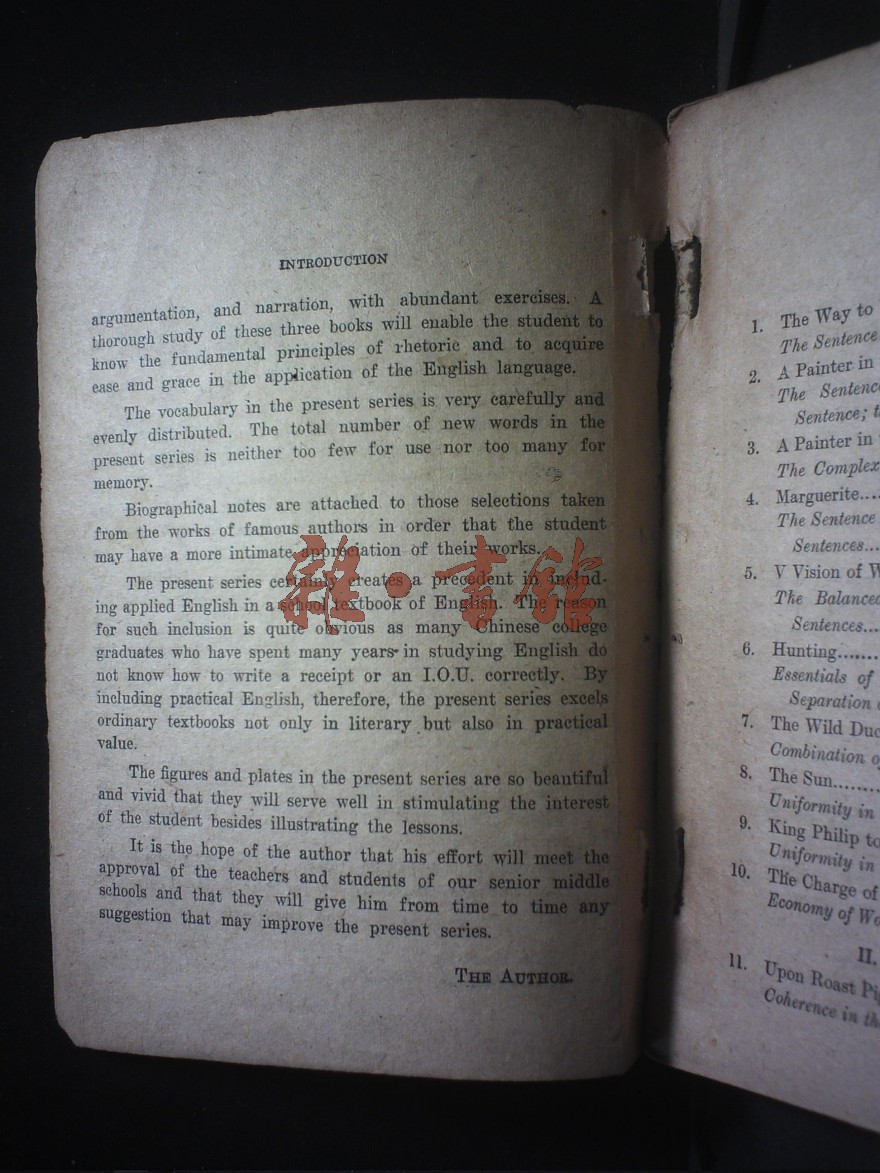 INTRODUCTION
argumentation, and narration, with abundant exercises. A
thorough study of these three books will enable the student to
know the fundamental principles of rhetoric and to acquire
ease and grace in the application of the English language.
The vocabulary in the present series is very carefully and
evenly distributed. The total number of new words in the
present series is neither too few for use nor too many for
memory.
Biographical notes are attached to those selections taken
from the works of famous authors in order that the student
may have a more intimate appreciation of their works.
The present series certainly creates a precedent in includ-
ing applied English in a school textbook of English. The reason
for such inclusion is quite obvious as many Chinese college
graduates who have spent many years in studying English do
not know how to write a receipt or an I.O.U. correctly. By
including practical English, therefore, the present series excels
ordinary textbooks not only in literary but also in practical
value.
The figures and plates in the present series are so beautiful
and vivid that they will serve well in stimulating the interest
of the student besides illustrating the lessons.
It is the hope of the author that his effort will meet the
approval of the teachers and students of our senior middle
schools and that they will give him from time to time any
suggestion that may improve the present series.
THE AUTHOR.
雜·書館
1. The Way to
The Sentence
2. A Painter in
The Sentence
Sentence;
3. A Painter in
The Complex
4. Marguerite....
The Sentence
Sentences...
5. V Vision of
The Balanced
Sentences...
6. Hunting.......
Essentials of
Separation
7. The Wild
Combination
8. The Sun.........
Uniformity in
9. King Philip to
Uniformity in
10. The Charge of
Economy of
II.
11. Upon Roast
Coherence in